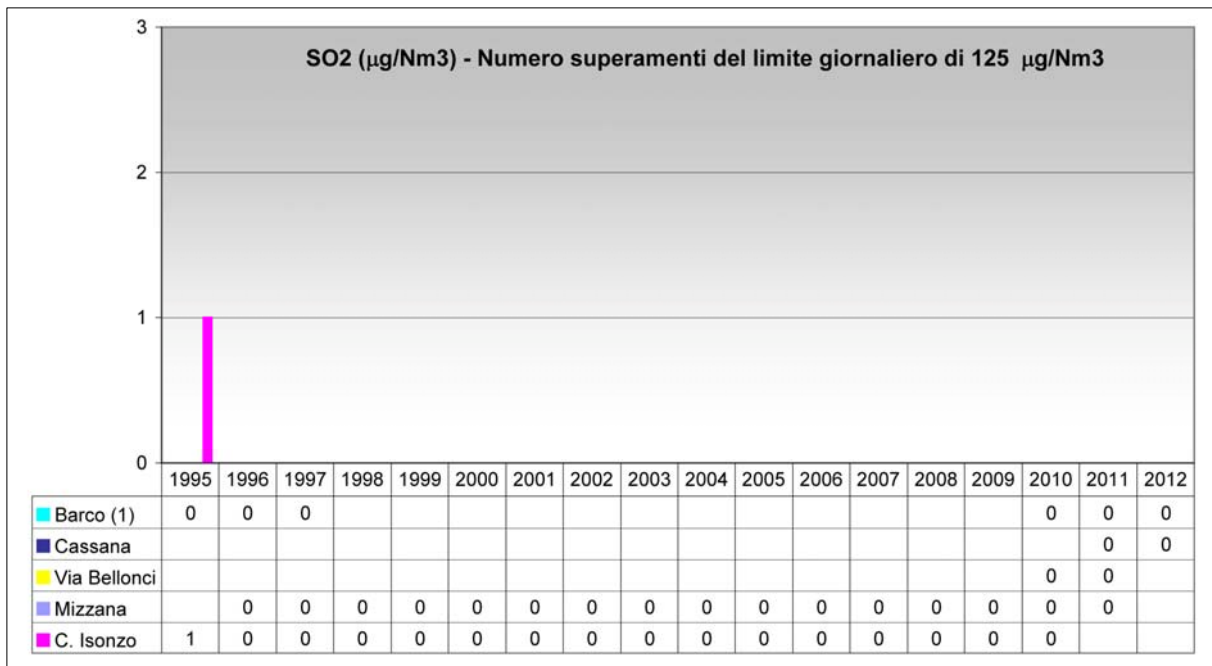 SO2 (µg/Nm3) - Numero superamenti del limite giornaliero di 125 µg/Nm3
3
2
1
0
1995 1996 1997 1998 1999 2000 2001 2002 2003 2004 2005 2006 2007 2008 2009 2010 2011 2012
Barco (1) 0 0 0 0 0 0
Cassana 0 0
Via Bellonci 0 0
Mizzana 0 0 0 0 0 0 0 0 0 0 0 0 0 0 0 0
C. Isonzo 1 0 0 0 0 0 0 0 0 0 0 0 0 0 0 0